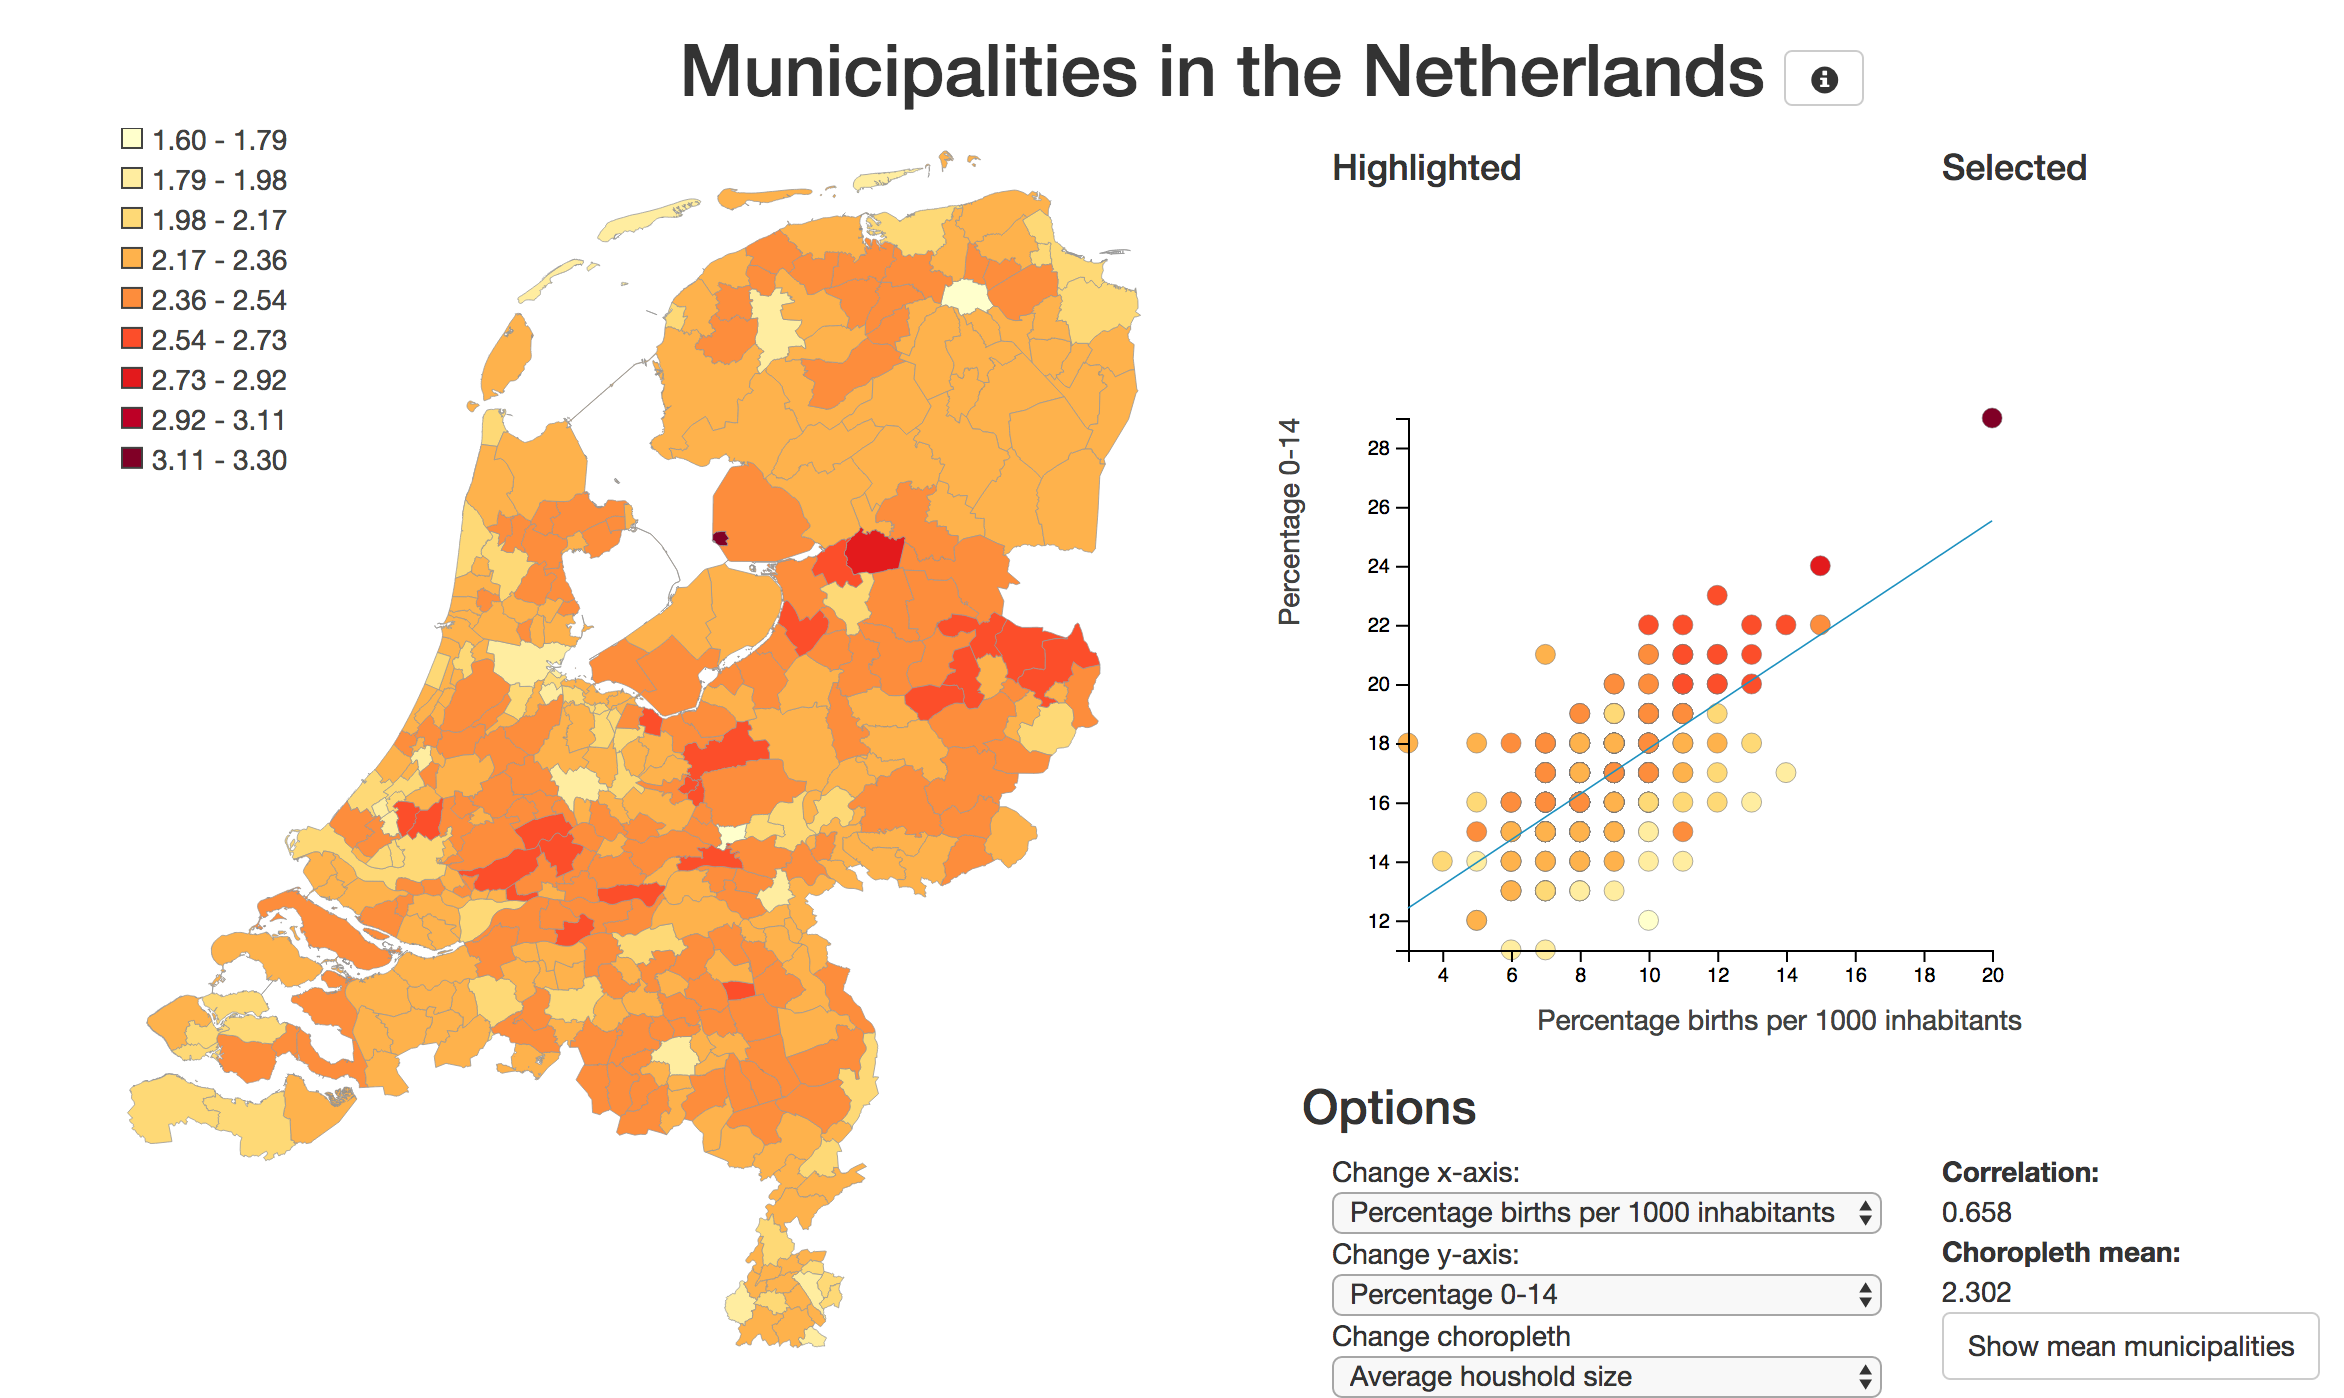 Municipalities in the Netherlands
1.60 - 1.79
1.79 - 1.98
1.98 - 2.17
2.17 - 2.36
2.36 - 2.54
2.54 - 2.73
2.73 - 2.92
2.92 - 3.11
3.11 - 3.30
Highlighted
Selected
Percentage 0-14
28
26
24
22
20
18
16
14
12
4 6 8 10 12 14 16 18 20
Percentage births per 1000 inhabitants
Options
Change x-axis:
Percentage births per 1000 inhabitants
Change y-axis:
Percentage 0-14
Change choropleth
Average houshold size
Correlation:
0.658
Choropleth mean:
2.302
Show mean municipalities